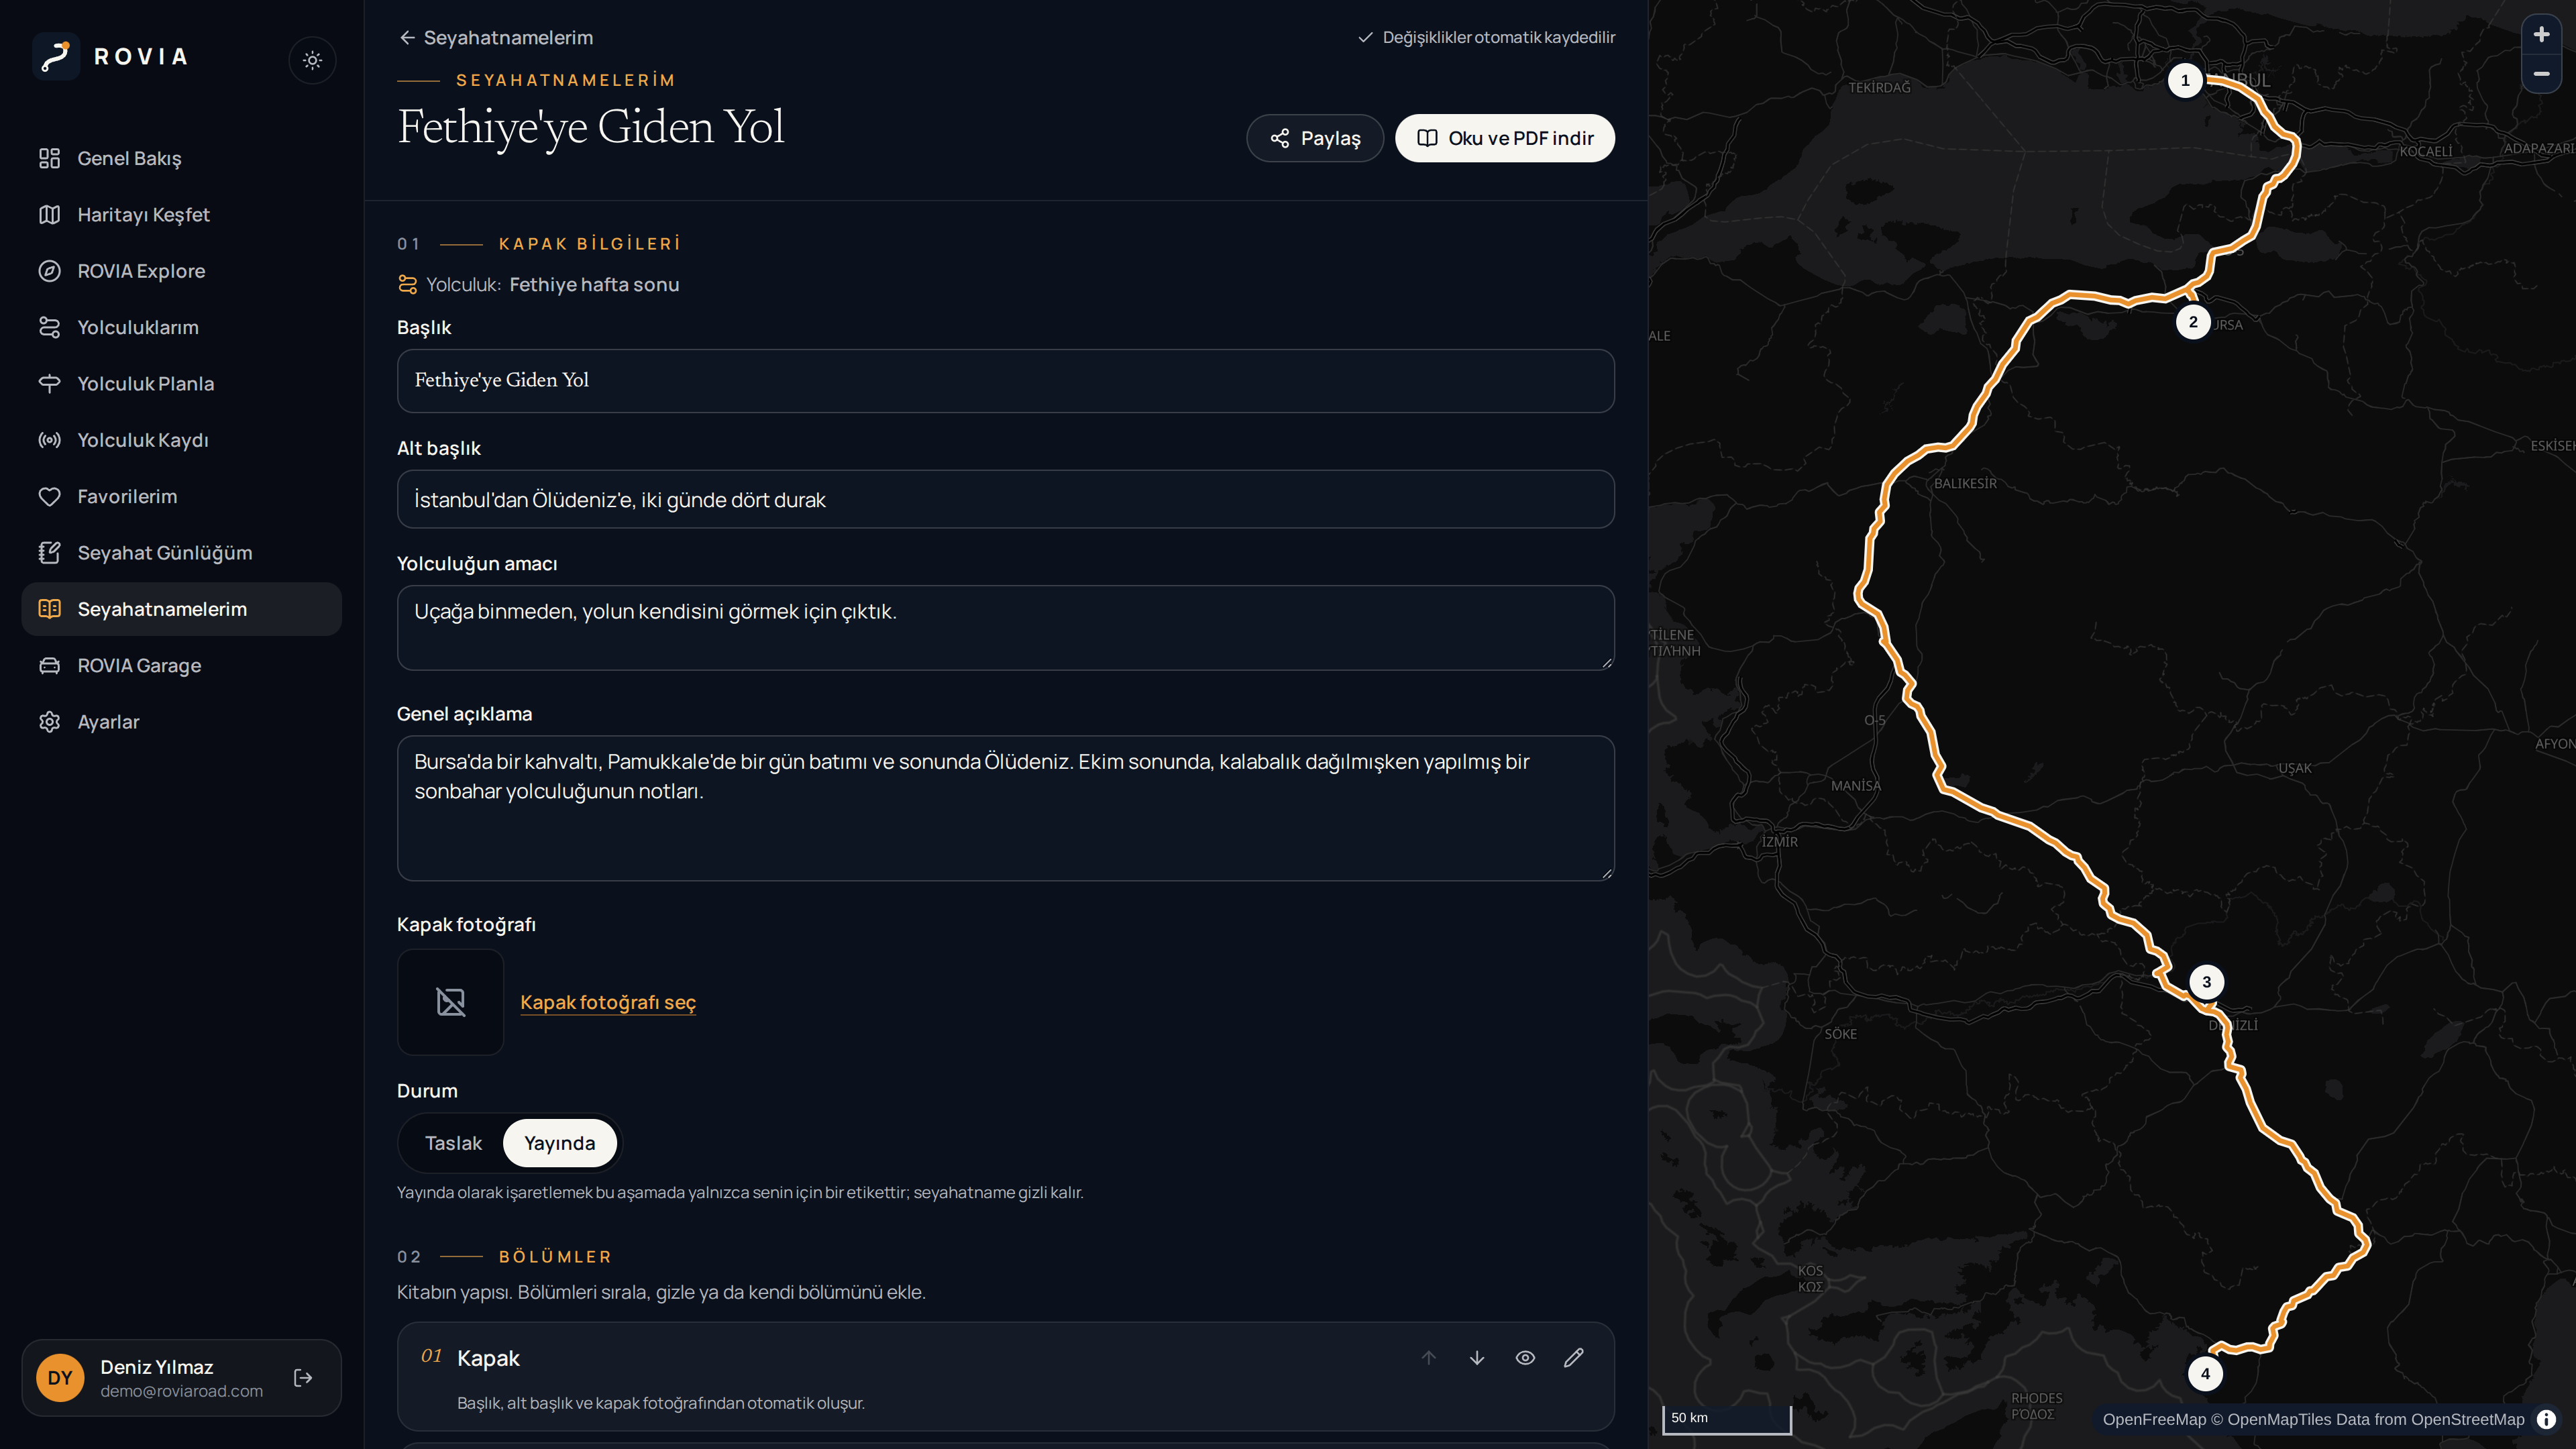 ROVIA
Genel Bakış
Haritayı Keşfet
ROVIA Explore
Yolculuklarım
Yolculuk Planla
Yolculuk Kaydı
Favorilerim
Seyahat Günlüğüm
Seyahatnamelerim
ROVIA Garage
Ayarlar
DY
Deniz Yılmaz
demo@roviaroad.com
Seyahatnamelerim
Değişiklikler otomatik kaydedilir
SEYAHATNAMELERİM
Fethiye'ye Giden Yol
Paylaş
Oku ve PDF indir
01 KAPAK BİLGİLERİ
Yolculuk: Fethiye hafta sonu
Başlık
Fethiye'ye Giden Yol
Alt başlık
İstanbul'dan Ölüdeniz'e, iki günde dört durak
Yolculuğun amacı
Uçağa binmeden, yolun kendisini görmek için çıktık.
Genel açıklama
Bursa'da bir kahvaltı, Pamukkale'de bir gün batımı ve sonunda Ölüdeniz. Ekim sonunda, kalabalık dağılmışken yapılmış bir
sonbahar yolculuğunun notları.
Kapak fotoğrafı
Kapak fotoğrafı seç
Durum
Taslak
Yayında
Yayında olarak işaretlemek bu aşamada yalnızca senin için bir etikettir; seyahatname gizli kalır.
02 BÖLÜMLER
Kitabın yapısı. Bölümleri sırala, gizle ya da kendi bölümünü ekle.
01 Kapak
Başlık, alt başlık ve kapak fotoğrafından otomatik oluşur.
TEKİRDAĞ
1
KOCAELİ
ADAPAZARI
2
BALIKESİR
O-5
MANİSA
UŞAK
İZMİR
3
SÖKE
KOS
ΚΩΣ
4
RHODES
ΡΌΔΟΣ
50 km
OpenFreeMap © OpenMapTiles Data from OpenStreetMap